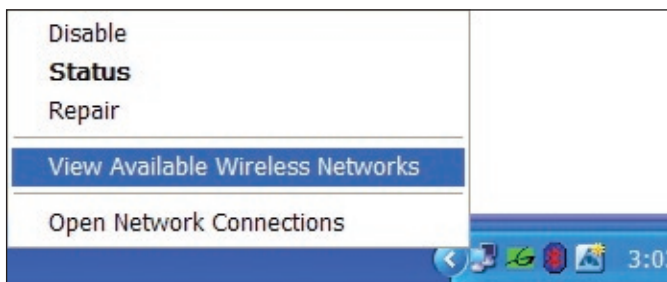 Disable
Status
Repair
View Available Wireless Networks
Open Network Connections